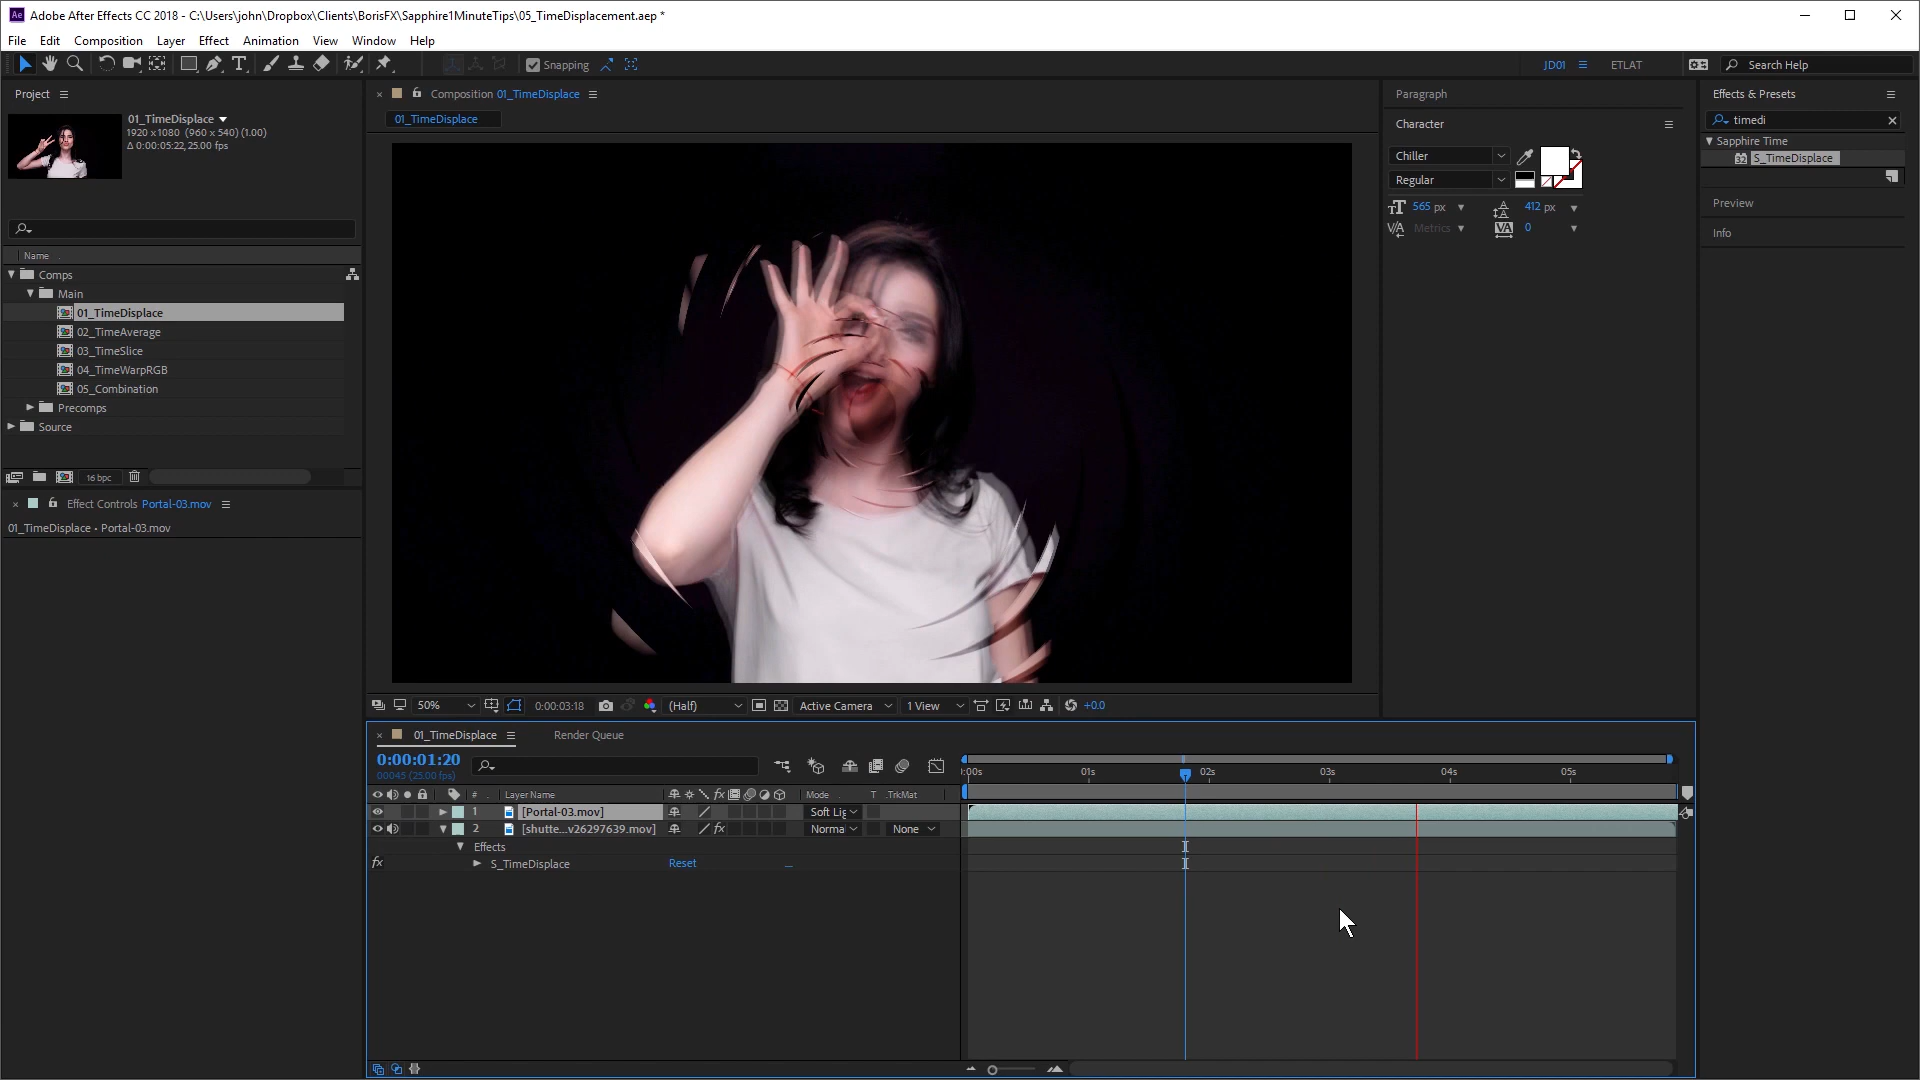 Adobe After Effects CC 2018 - C:\Users\john\Dropbox\Clients\BorisFX\Sapphire1MinuteTips\05_TimeDisplacement.aep *
File Edit Composition Layer Effect Animation View Window Help
Snapping
JD01
ETLAT
Search Help
Project
01_TimeDisplace
1920 x 1080 (960 x 540) (1.00)
Δ 0:00:05:22, 25.00 fps
Name
Comps
Main
01_TimeDisplace
02_TimeAverage
03_TimeSlice
04_TimeWarpRGB
05_Combination
Precomps
Source
16 bpc
Effect Controls Portal-03.mov
01_TimeDisplace • Portal-03.mov
Composition 01_TimeDisplace
01_TimeDisplace
50%
0:00:03:18
(Half)
Active Camera
1 View
+0.0
Paragraph
Character
Chiller
Regular
565 px
412 px
Metrics
0
Effects & Presets
timedi
Sapphire Time
32 S_TimeDisplace
Preview
Info
01_TimeDisplace
Render Queue
0:00:01:20
00045 (25.00 fps)
# Layer Name Mode T .TrkMat
1 [Portal-03.mov] Soft Lig
2 [shutte...v26297639.mov] Norma None
Effects
fx S_TimeDisplace Reset
:00s 01s 02s 03s 04s 05s